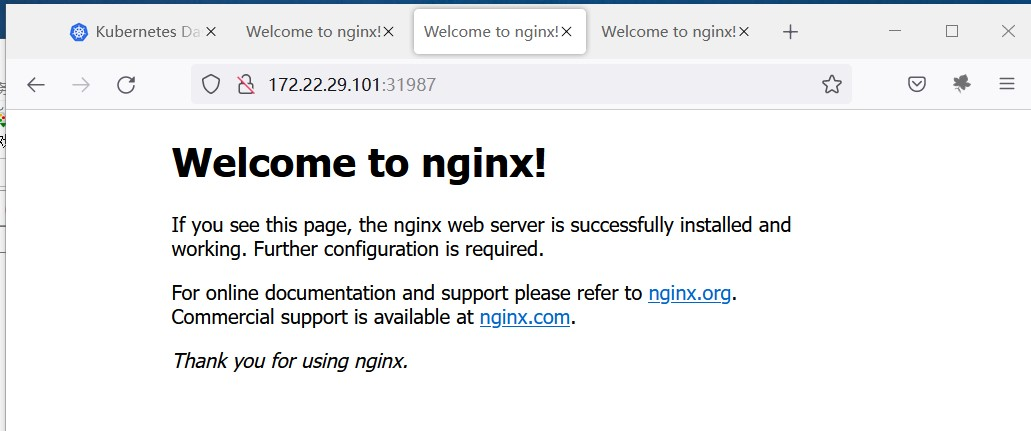 Kubernetes Da
Welcome to nginx!
Welcome to nginx!
Welcome to nginx!
172.22.29.101:31987
Welcome to nginx!
If you see this page, the nginx web server is successfully installed and
working. Further configuration is required.
For online documentation and support please refer to nginx.org.
Commercial support is available at nginx.com.
Thank you for using nginx.